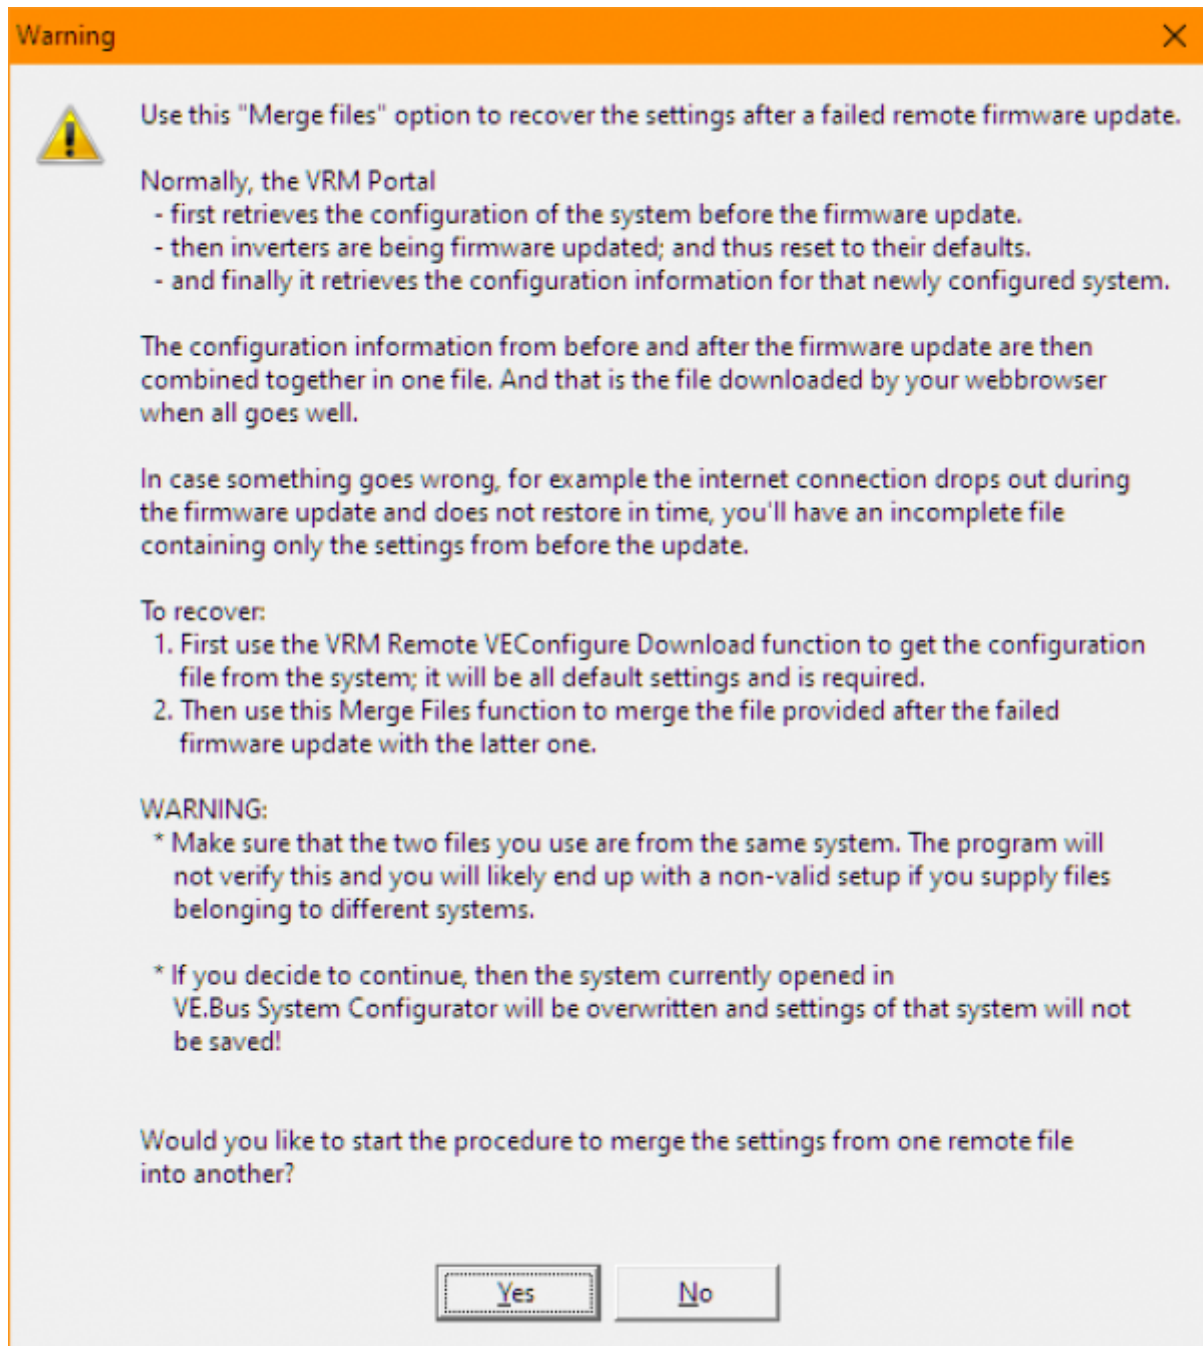 Warning
Use this "Merge files" option to recover the settings after a failed remote firmware update.
Normally, the VRM Portal
- first retrieves the configuration of the system before the firmware update.
- then inverters are being firmware updated; and thus reset to their defaults.
- and finally it retrieves the configuration information for that newly configured system.
The configuration information from before and after the firmware update are then
combined together in one file. And that is the file downloaded by your webbrowser
when all goes well.
In case something goes wrong, for example the internet connection drops out during
the firmware update and does not restore in time, you'll have an incomplete file
containing only the settings from before the update.
To recover:
1. First use the VRM Remote VEConfigure Download function to get the configuration
file from the system; it will be all default settings and is required.
2. Then use this Merge Files function to merge the file provided after the failed
firmware update with the latter one.
WARNING:
* Make sure that the two files you use are from the same system. The program will
not verify this and you will likely end up with a non-valid setup if you supply files
belonging to different systems.
* If you decide to continue, then the system currently opened in
VE.Bus System Configurator will be overwritten and settings of that system will not
be saved!
Would you like to start the procedure to merge the settings from one remote file
into another?
Yes No